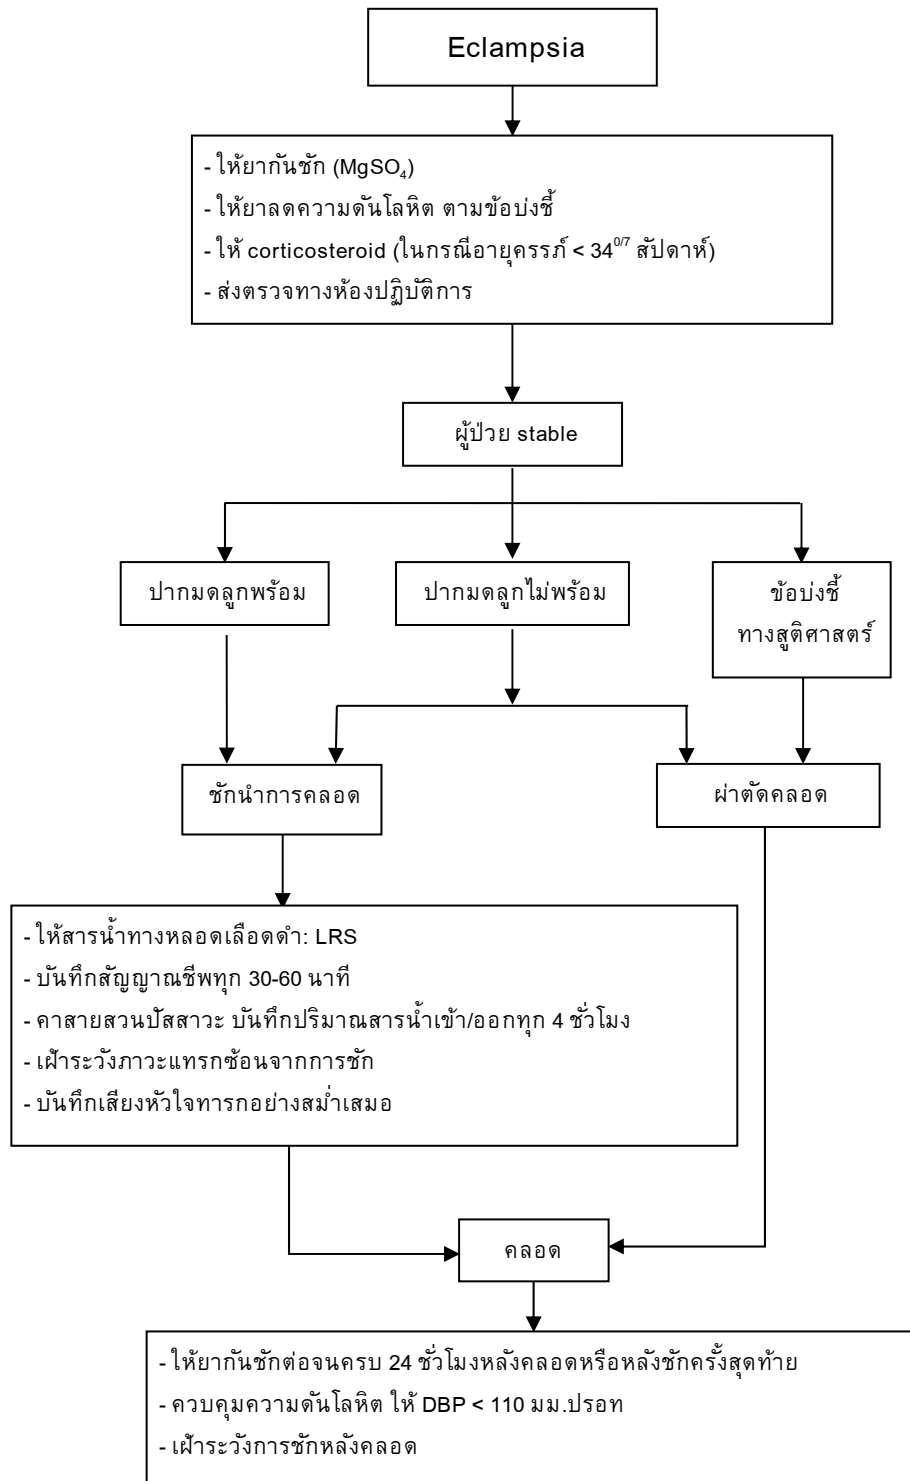 Eclampsia
- ให้ยากันชัก (MgSO₄)
- ให้ยาลดความดันโลหิต ตามข้อบ่งชี้
- ให้ corticosteroid (ในกรณีอายุครรภ์ < 34⁰/⁷ สัปดาห์)
- ส่งตรวจทางห้องปฏิบัติการ
ผู้ป่วย stable
ปากมดลูกพร้อม
ปากมดลูกไม่พร้อม
ข้อบ่งชี้
ทางสูติศาสตร์
ชักนำการคลอด
ผ่าตัดคลอด
- ให้สารน้ำทางหลอดเลือดดำ: LRS
- บันทึกสัญญาณชีพทุก 30-60 นาที
- คาสายสวนปัสสาวะ บันทึกปริมาณสารน้ำเข้า/ออกทุก 4 ชั่วโมง
- เฝ้าระวังภาวะแทรกซ้อนจากการชัก
- บันทึกเสียงหัวใจทารกอย่างสม่ำเสมอ
คลอด
- ให้ยากันชักต่อจนครบ 24 ชั่วโมงหลังคลอดหรือหลังชักครั้งสุดท้าย
- ควบคุมความดันโลหิต ให้ DBP < 110 มม.ปรอท
- เฝ้าระวังการชักหลังคลอด